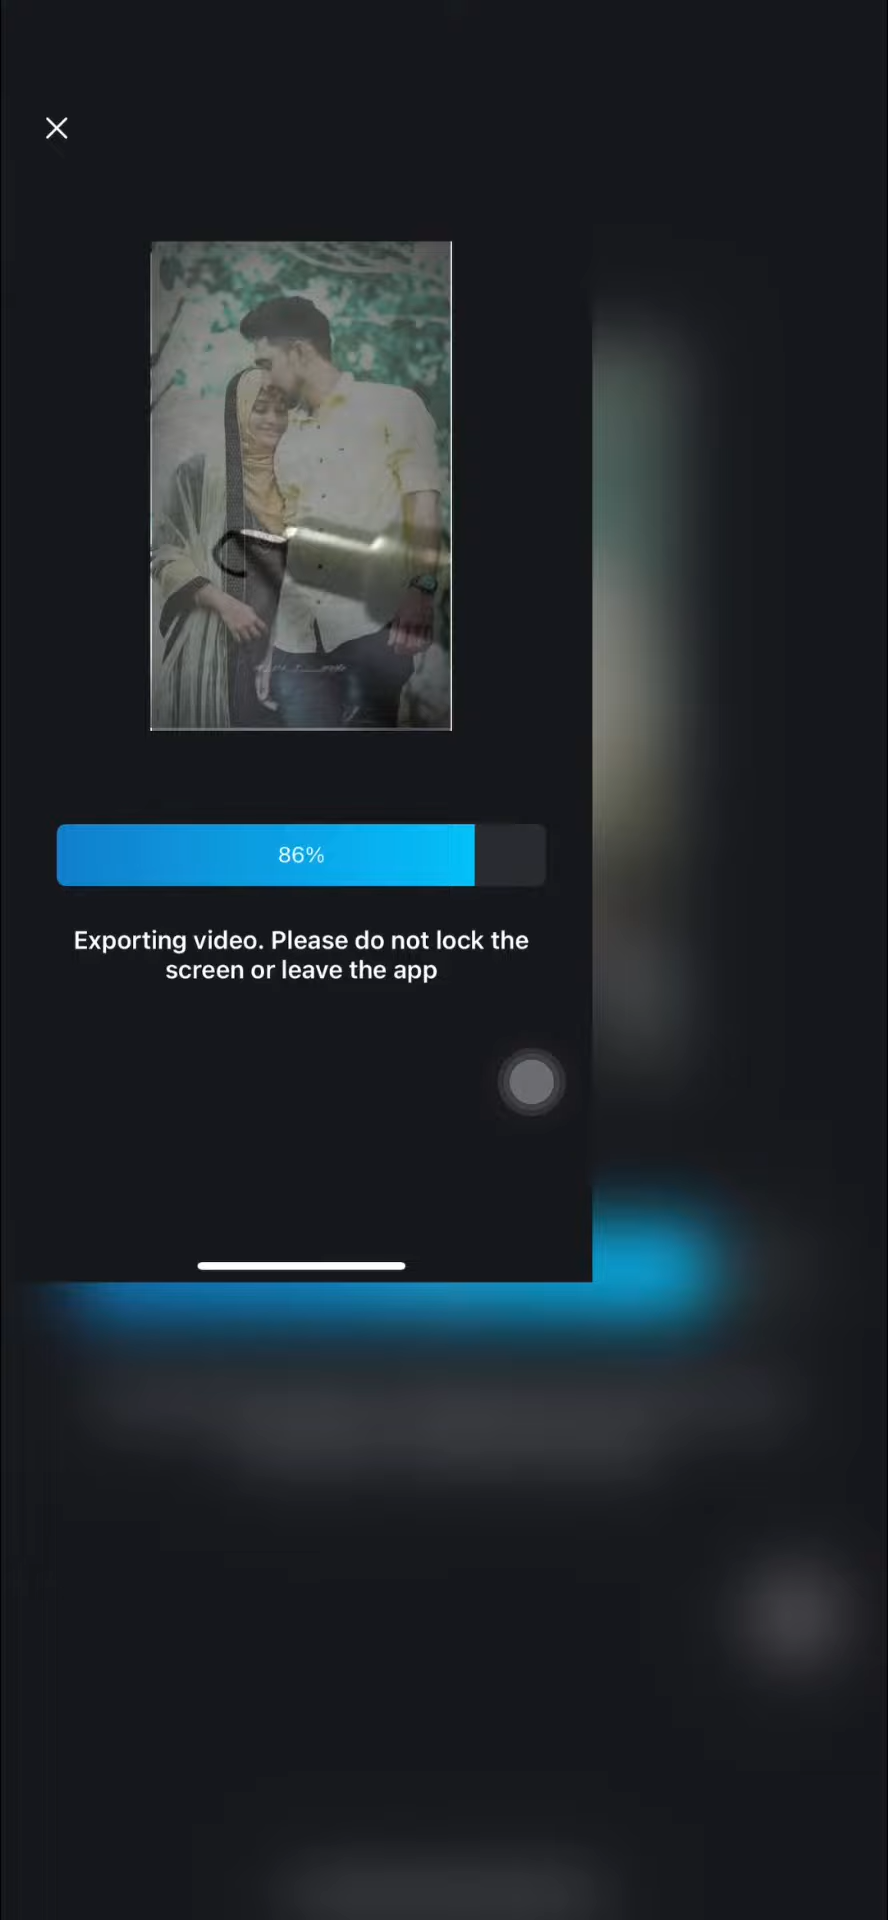 86%
Exporting video. Please do not lock the
screen or leave the app